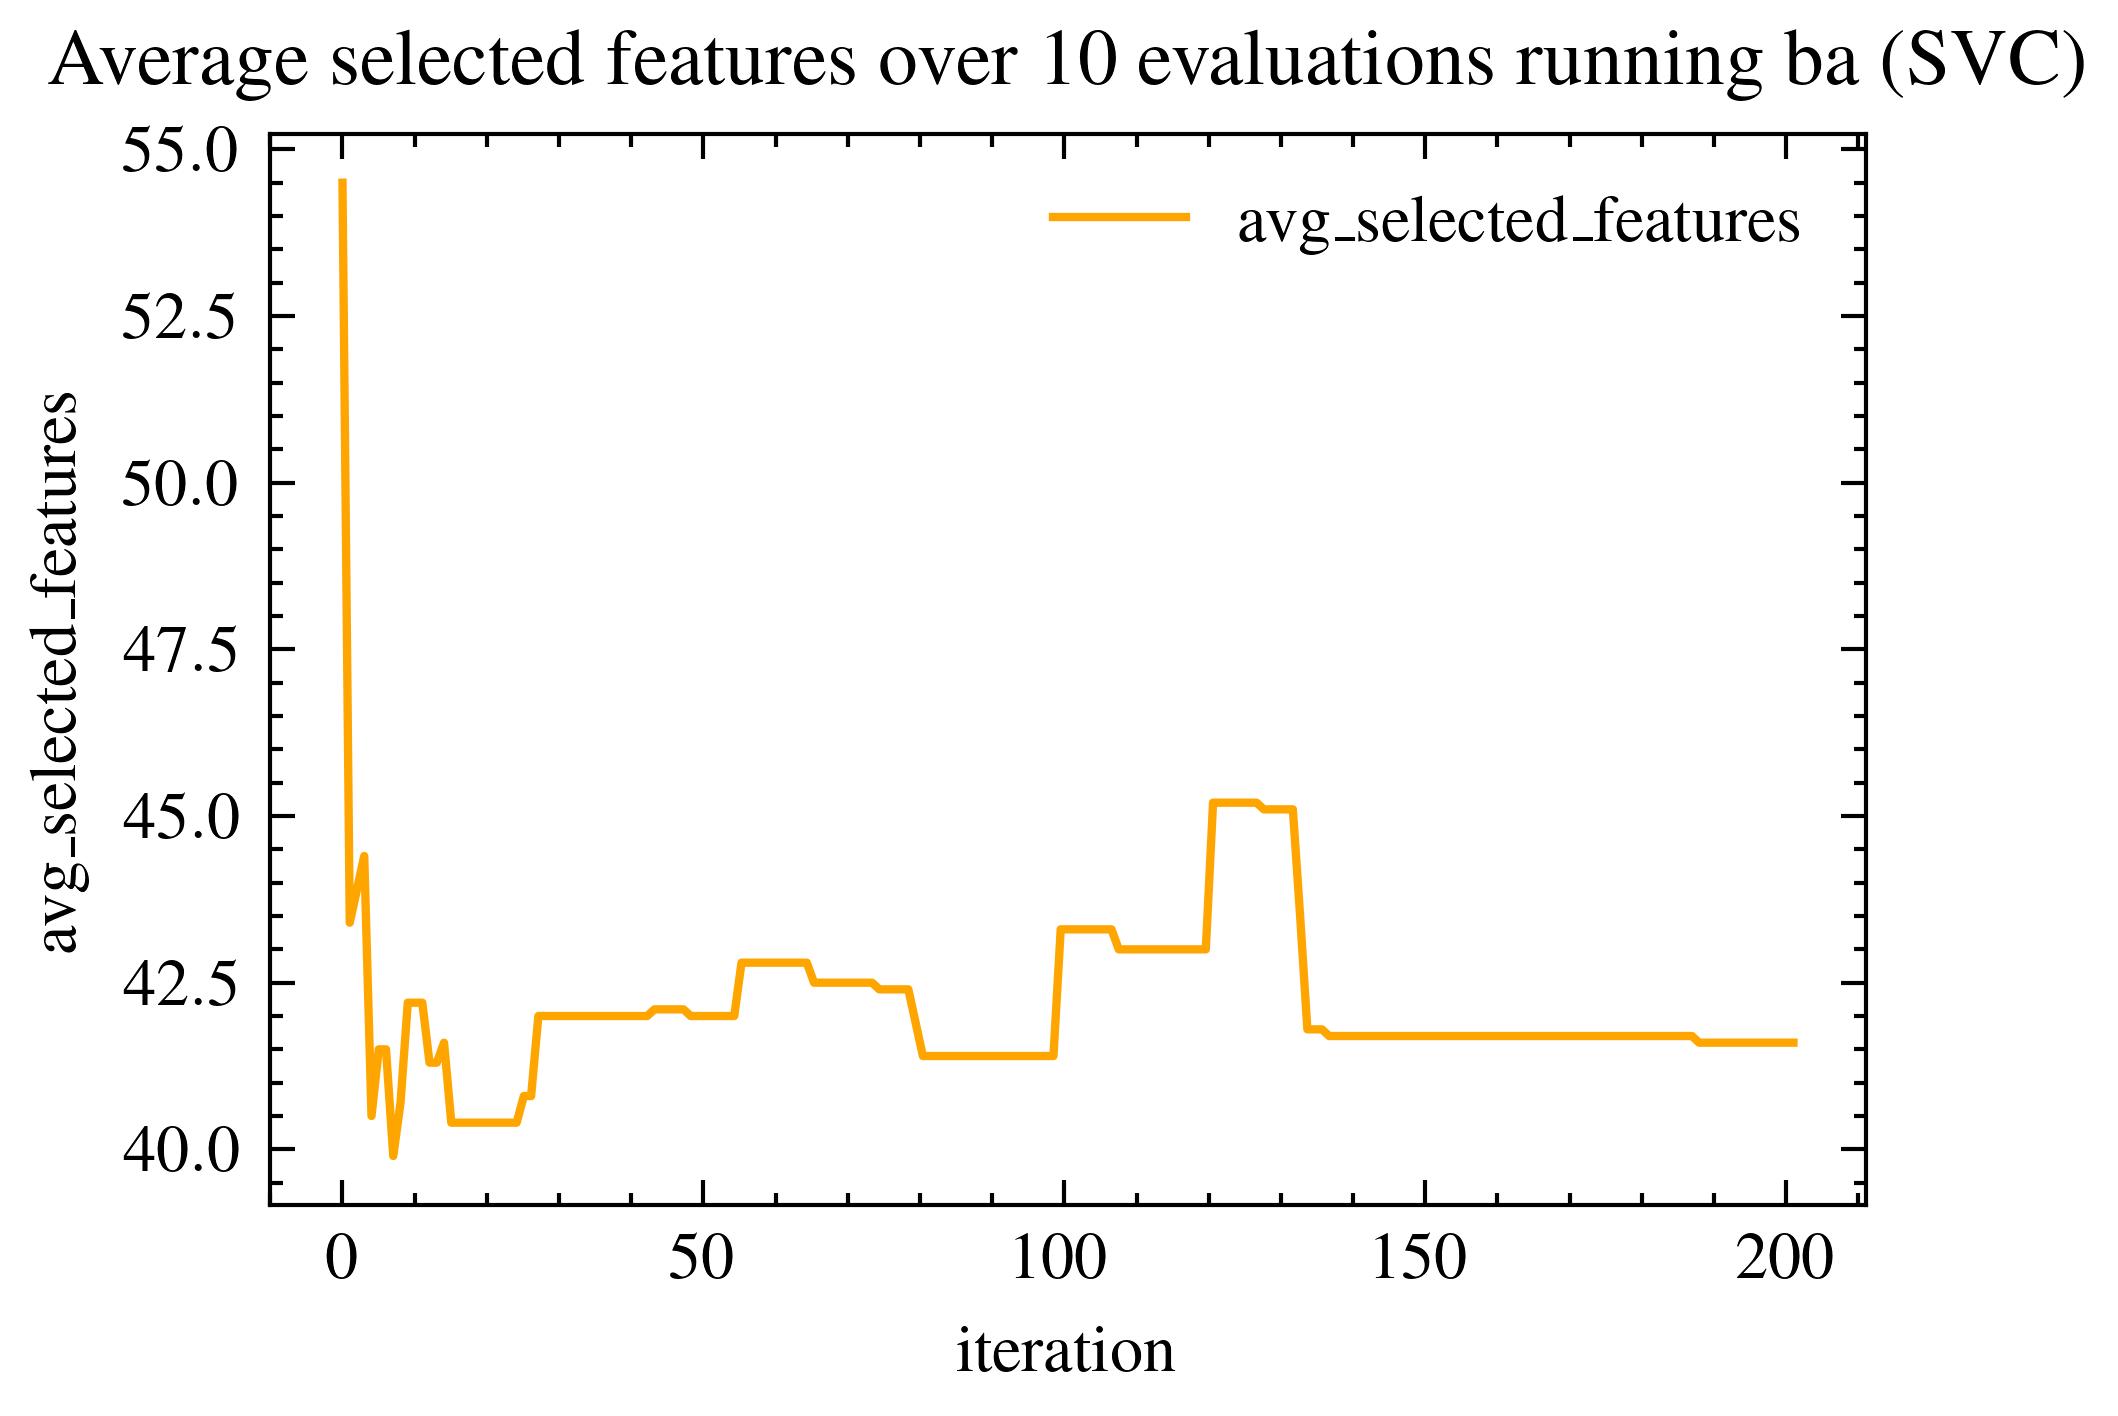 Average selected features over 10 evaluations running ba (SVC)
avg_selected_features
55.0
52.5
50.0
47.5
45.0
42.5
40.0
avg_selected_features
0 50 100 150 200
iteration